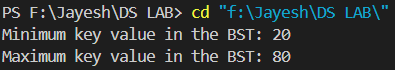 PS F:\Jayesh\DS LAB> cd "f:\Jayesh\DS LAB\"
Minimum key value in the BST: 20
Maximum key value in the BST: 80